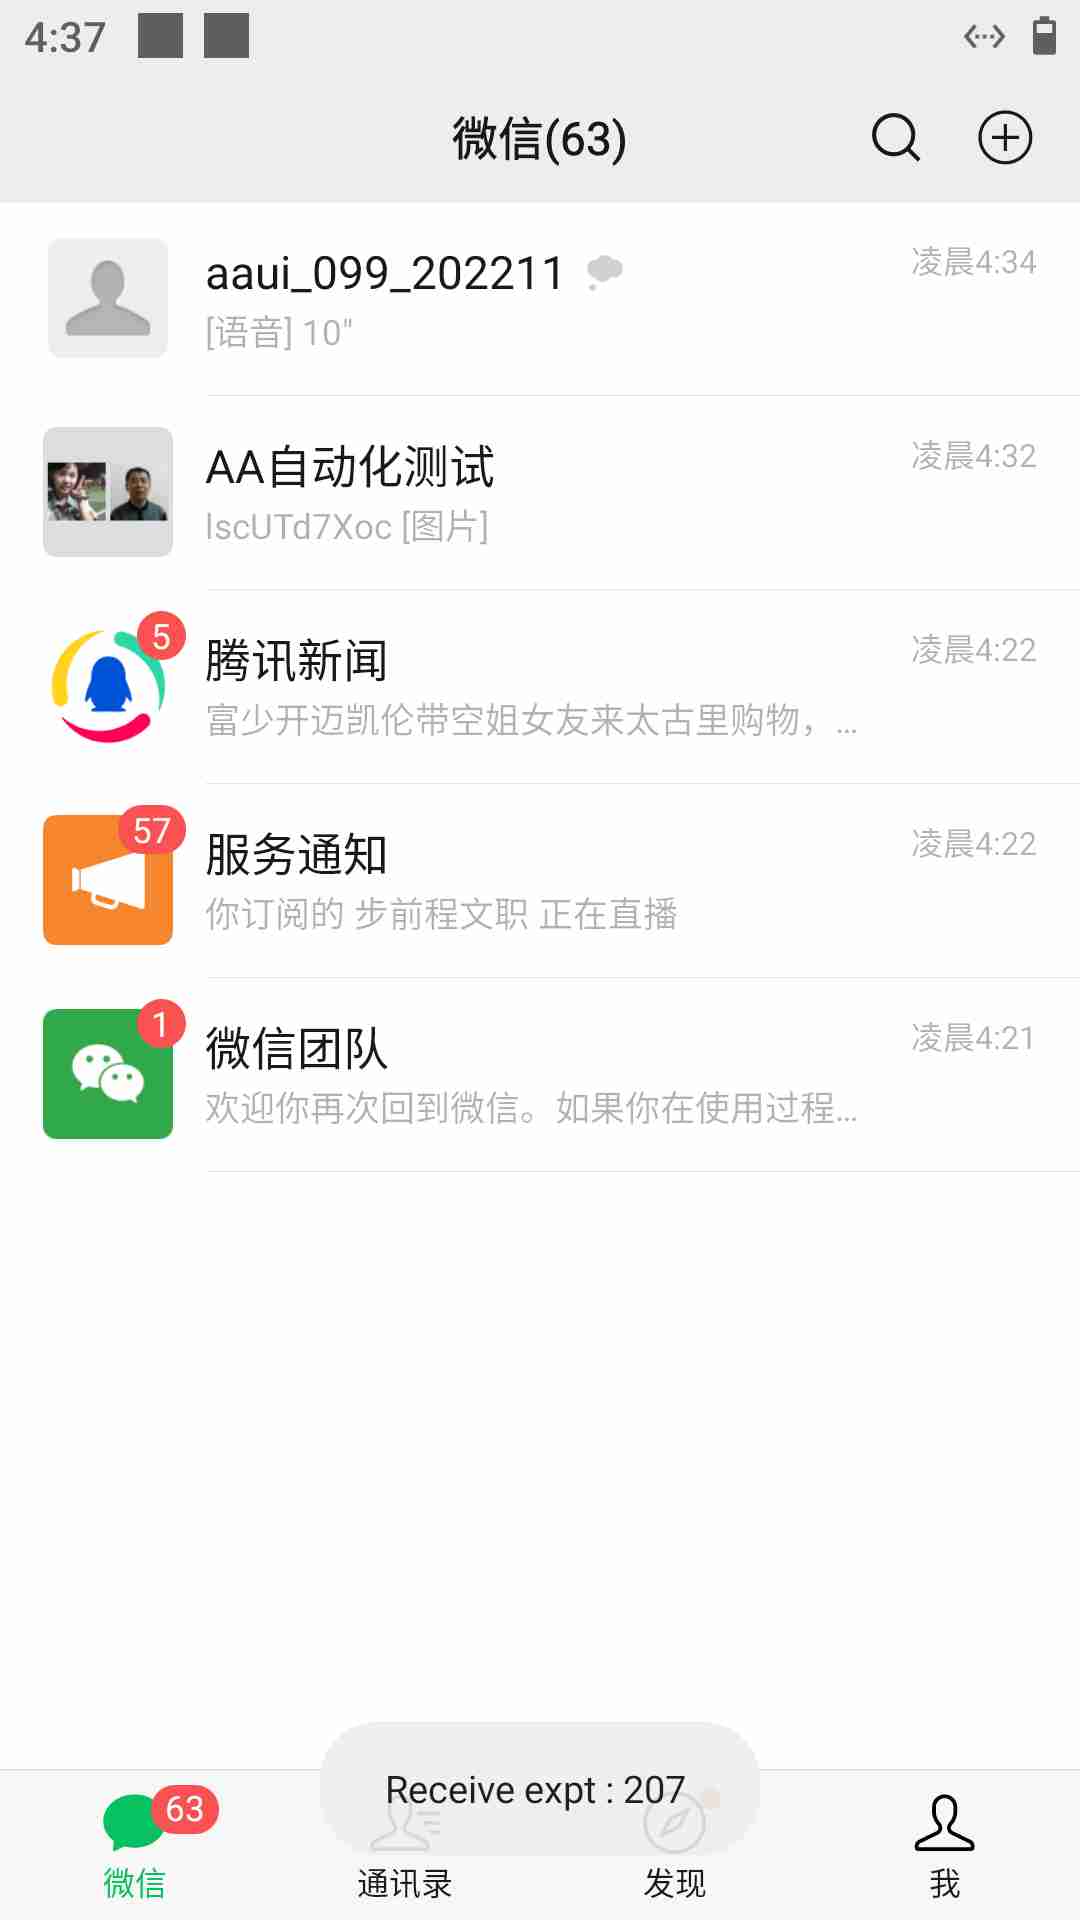 4:37
微信(63)
aaui_099_202211
凌晨4:34
[语音] 10"
AA自动化测试
凌晨4:32
lscUTd7Xoc [图片]
5
腾讯新闻
凌晨4:22
富少开迈凯伦带空姐女友来太古里购物，...
57
服务通知
凌晨4:22
你订阅的 步前程文职 正在直播
1
微信团队
凌晨4:21
欢迎你再次回到微信。如果你在使用过程...
Receive expt : 207
63
微信
通讯录
发现
我